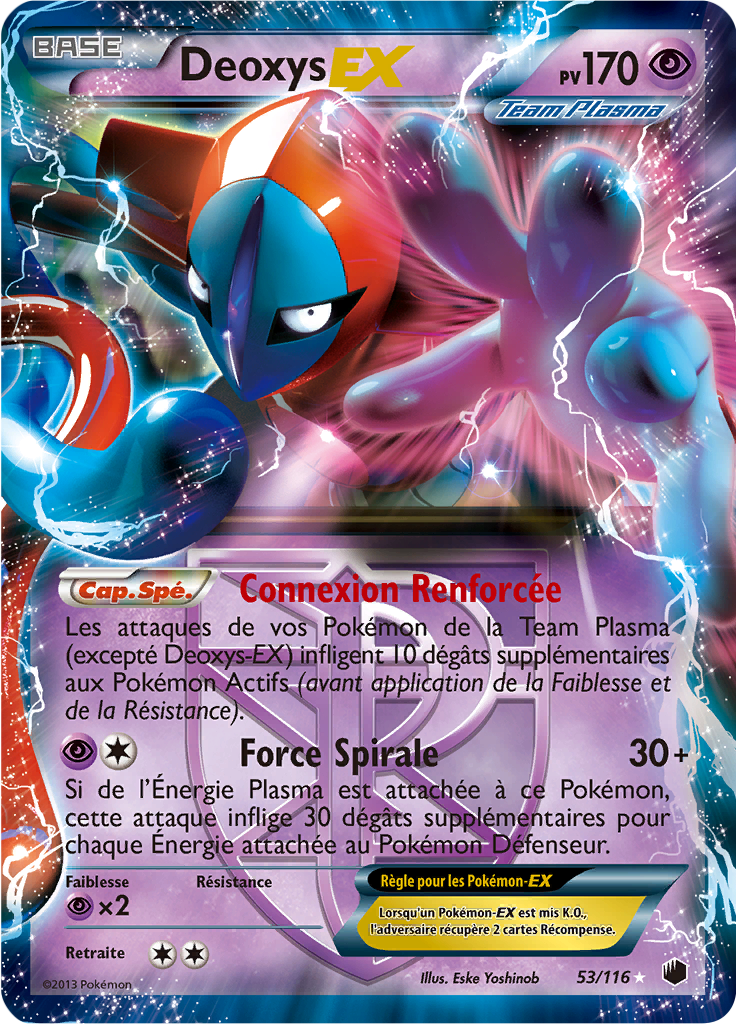 BASE
Deoxys EX
PV 170
Team Plasma
Cap. Spé. Connexion Renforcée
Les attaques de vos Pokémon de la Team Plasma
(excepté Deoxys-EX) infligent 10 dégâts supplémentaires
aux Pokémon Actifs (avant application de la Faiblesse et
de la Résistance).
Force Spirale 30+
Si de l'Énergie Plasma est attachée à ce Pokémon,
cette attaque inflige 30 dégâts supplémentaires pour
chaque Énergie attachée au Pokémon Défenseur.
Faiblesse Résistance
×2
Retraite
Règle pour les Pokémon-EX
Lorsqu'un Pokémon-EX est mis K.O.,
l'adversaire récupère 2 cartes Récompense.
©2013 Pokémon
Illus. Eske Yoshinob
53/116